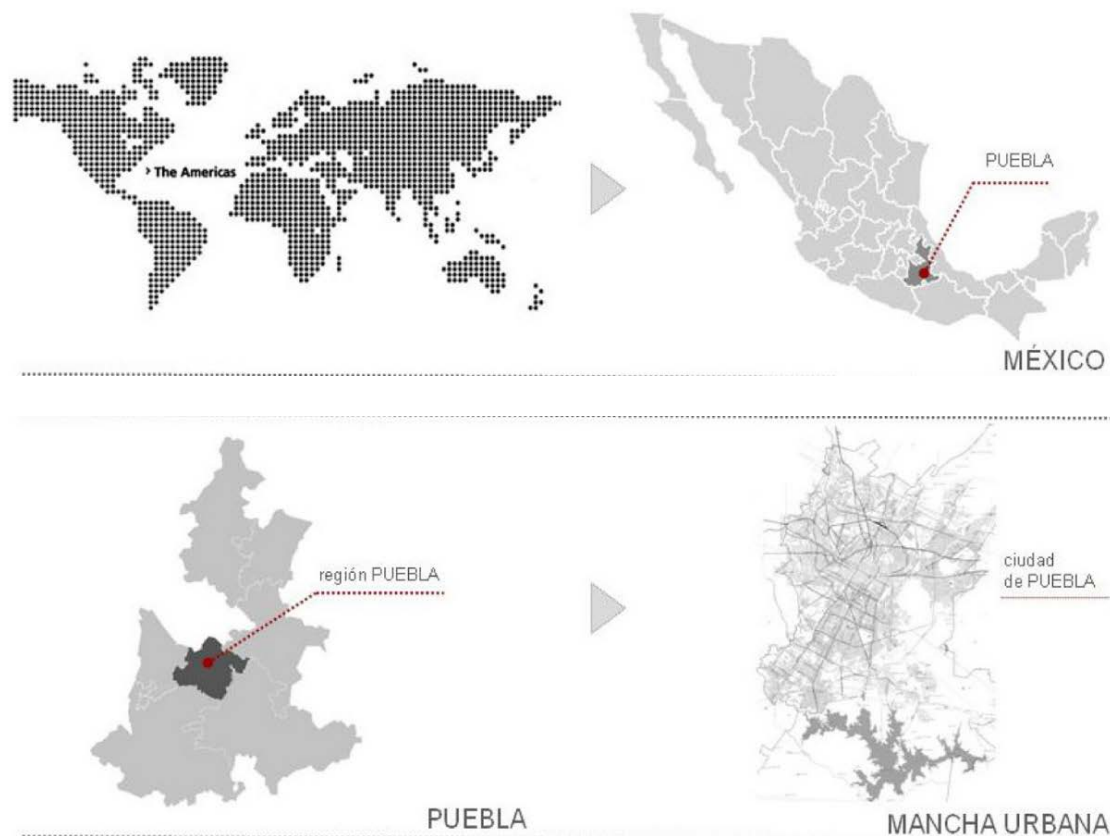 > The Americas
PUEBLA
MÉXICO
región PUEBLA
PUEBLA
ciudad
de PUEBLA
MANCHA URBANA